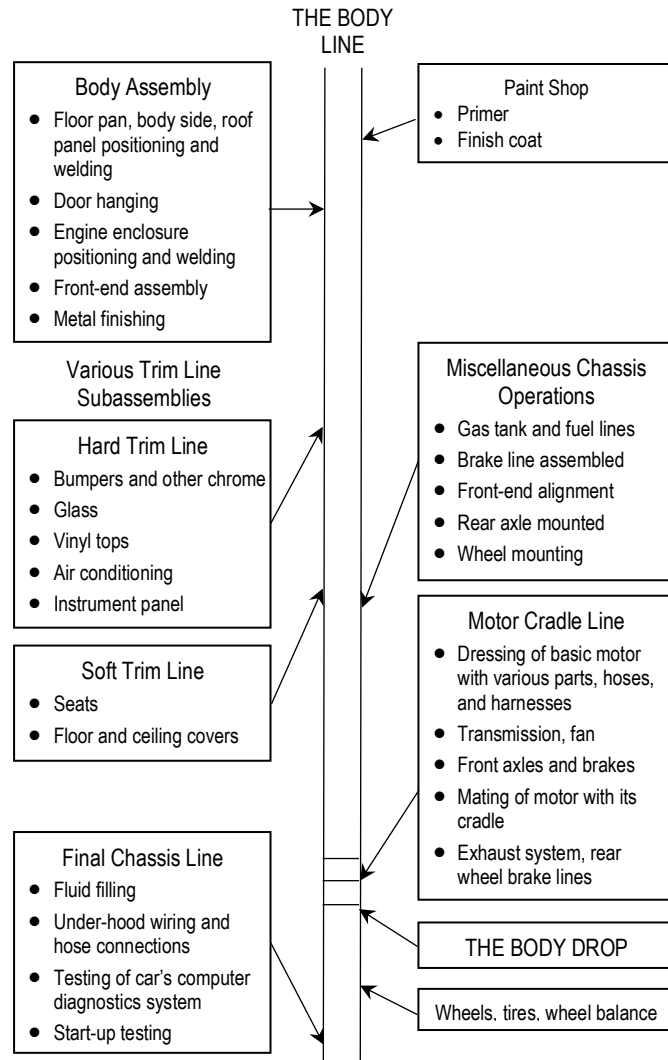 THE BODY
LINE
Body Assembly
● Floor pan, body side, roof
panel positioning and
welding
● Door hanging
● Engine enclosure
positioning and welding
● Front-end assembly
● Metal finishing
Paint Shop
● Primer
● Finish coat
Various Trim Line
Subassemblies
Hard Trim Line
● Bumpers and other chrome
● Glass
● Vinyl tops
● Air conditioning
● Instrument panel
Miscellaneous Chassis
Operations
● Gas tank and fuel lines
● Brake line assembled
● Front-end alignment
● Rear axle mounted
● Wheel mounting
Soft Trim Line
● Seats
● Floor and ceiling covers
Motor Cradle Line
● Dressing of basic motor
with various parts, hoses,
and harnesses
● Transmission, fan
● Front axles and brakes
● Mating of motor with its
cradle
● Exhaust system, rear
wheel brake lines
Final Chassis Line
● Fluid filling
● Under-hood wiring and
hose connections
● Testing of car's computer
diagnostics system
● Start-up testing
THE BODY DROP
Wheels, tires, wheel balance